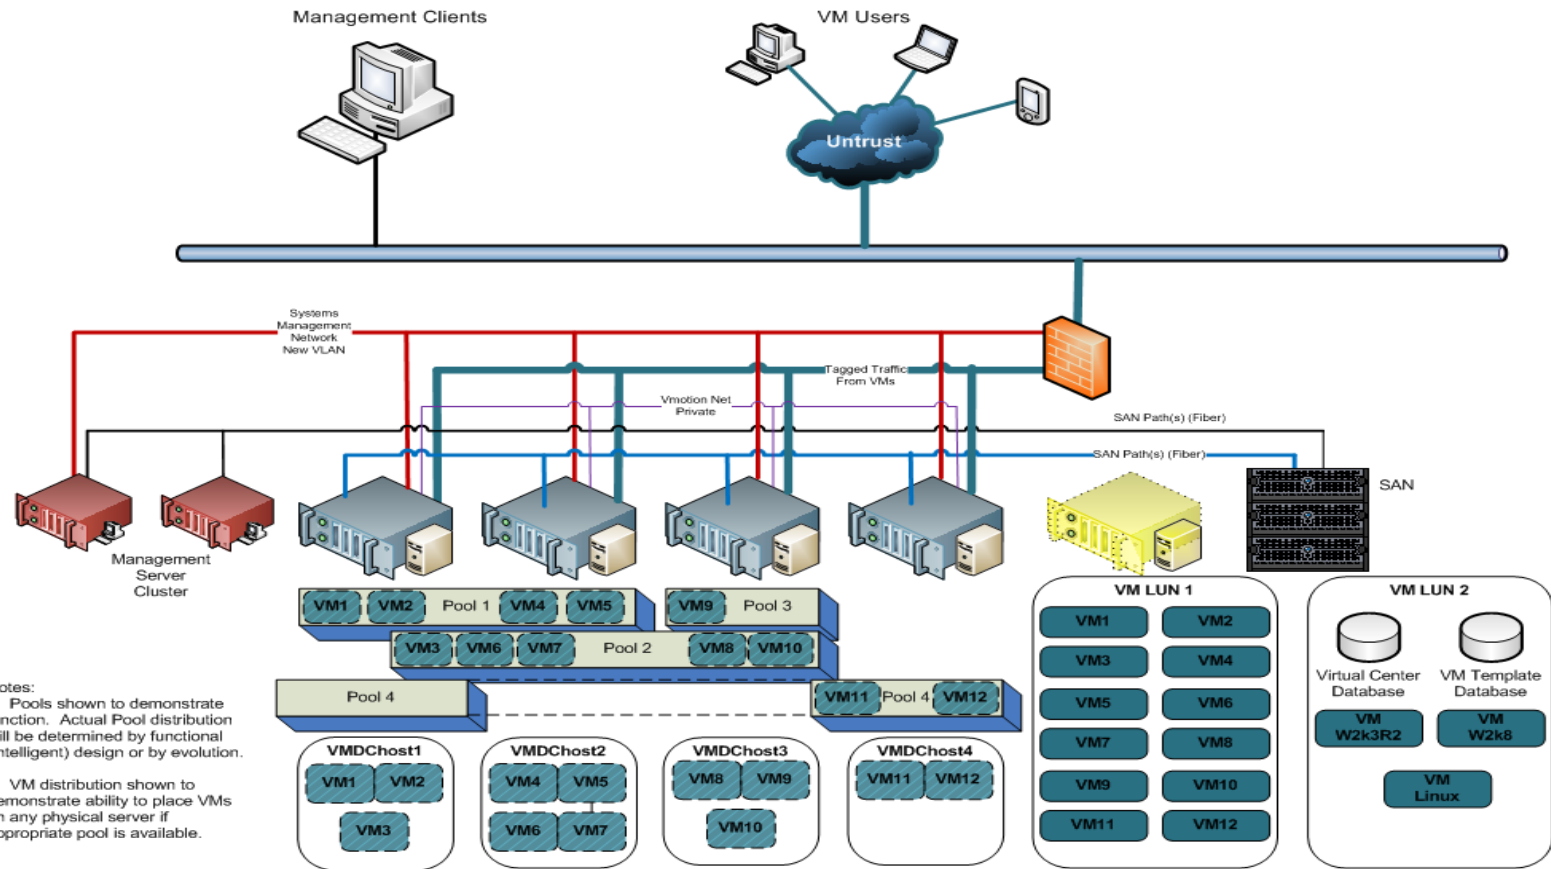 Management Clients
VM Users
Untrust
Systems
Management
Network
New VLAN
Tagged Traffic
From VMs
Vmotion Net
Private
SAN Path(s) (Fiber)
SAN Path(s) (Fiber)
SAN
Management
Server
Cluster
VM1 VM2 Pool 1 VM4 VM5
VM9 Pool 3
VM3 VM6 VM7 Pool 2 VM8 VM10
Pool 4
VM11 Pool 4 VM12
otes:
Pools shown to demonstrate
nction. Actual Pool distribution
ill be determined by functional
ntelligent) design or by evolution.
VM distribution shown to
emonstrate ability to place VMs
n any physical server if
ppropriate pool is available.
VMDChost1
VM1 VM2
VM3
VMDChost2
VM4 VM5
VM6 VM7
VMDChost3
VM8 VM9
VM10
VMDChost4
VM11 VM12
VM LUN 1
VM1 VM2
VM3 VM4
VM5 VM6
VM7 VM8
VM9 VM10
VM11 VM12
VM LUN 2
Virtual Center
Database
VM Template
Database
VM
W2k3R2
VM
W2k8
VM
Linux